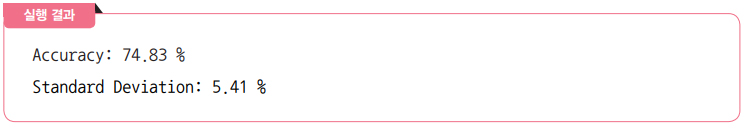 실행 결과
Accuracy: 74.83 %
Standard Deviation: 5.41 %